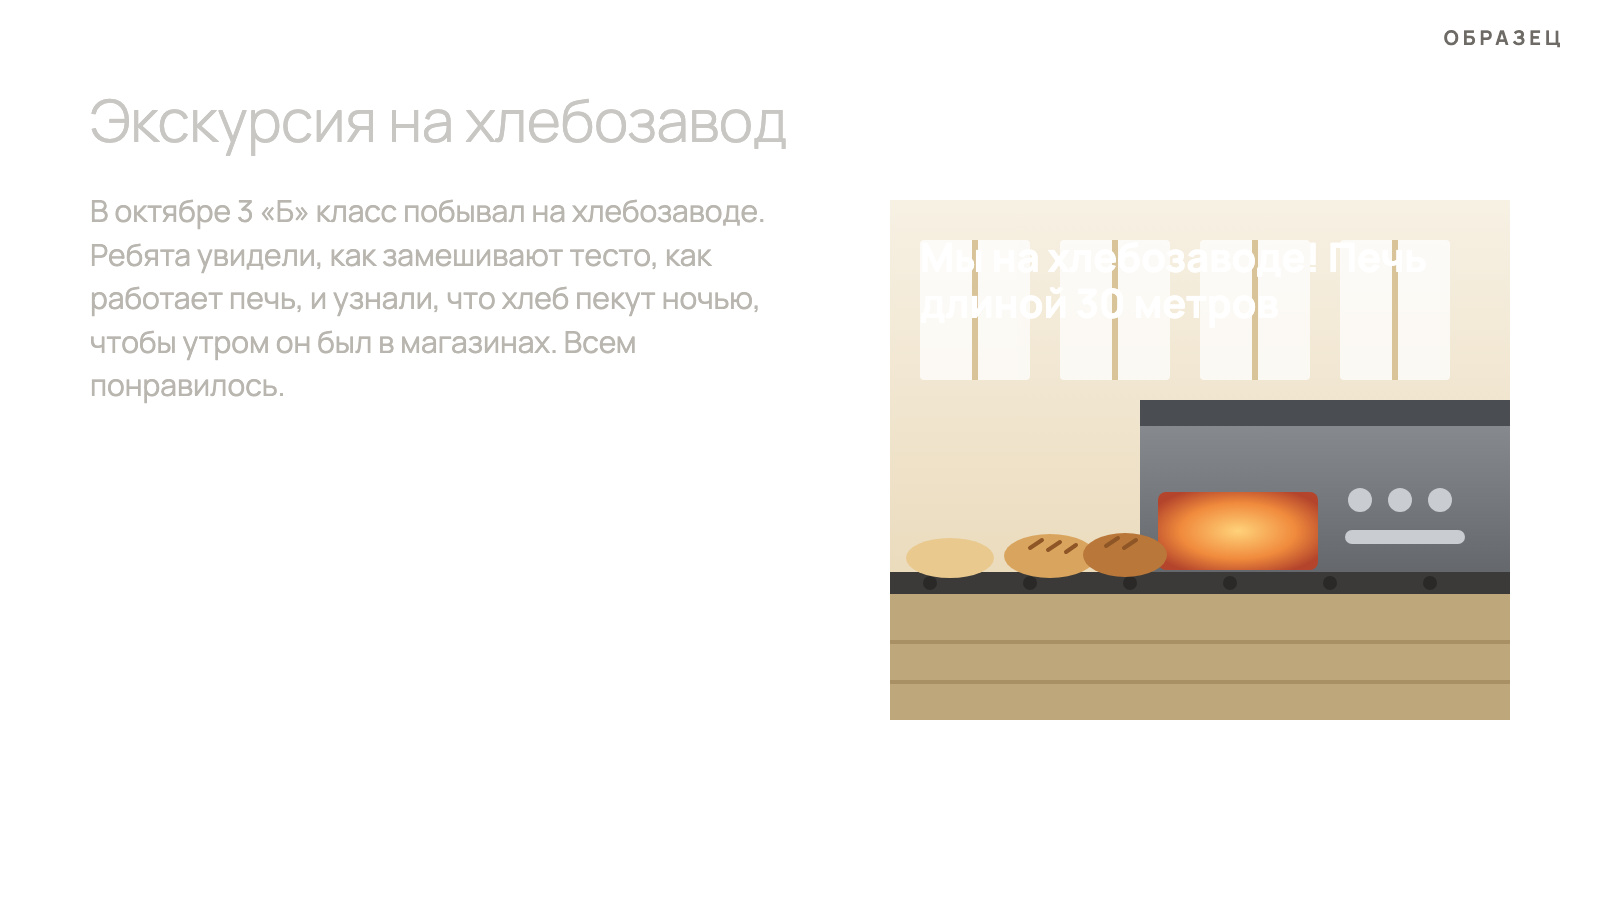 ОБРАЗЕЦ
Экскурсия на хлебозавод
В октябре 3 «Б» класс побывал на хлебозаводе.
Ребята увидели, как замешивают тесто, как
работает печь, и узнали, что хлеб пекут ночью,
чтобы утром он был в магазинах. Всем
понравилось.
Мы на хлебозаводе! Печь
длиной 30 метров